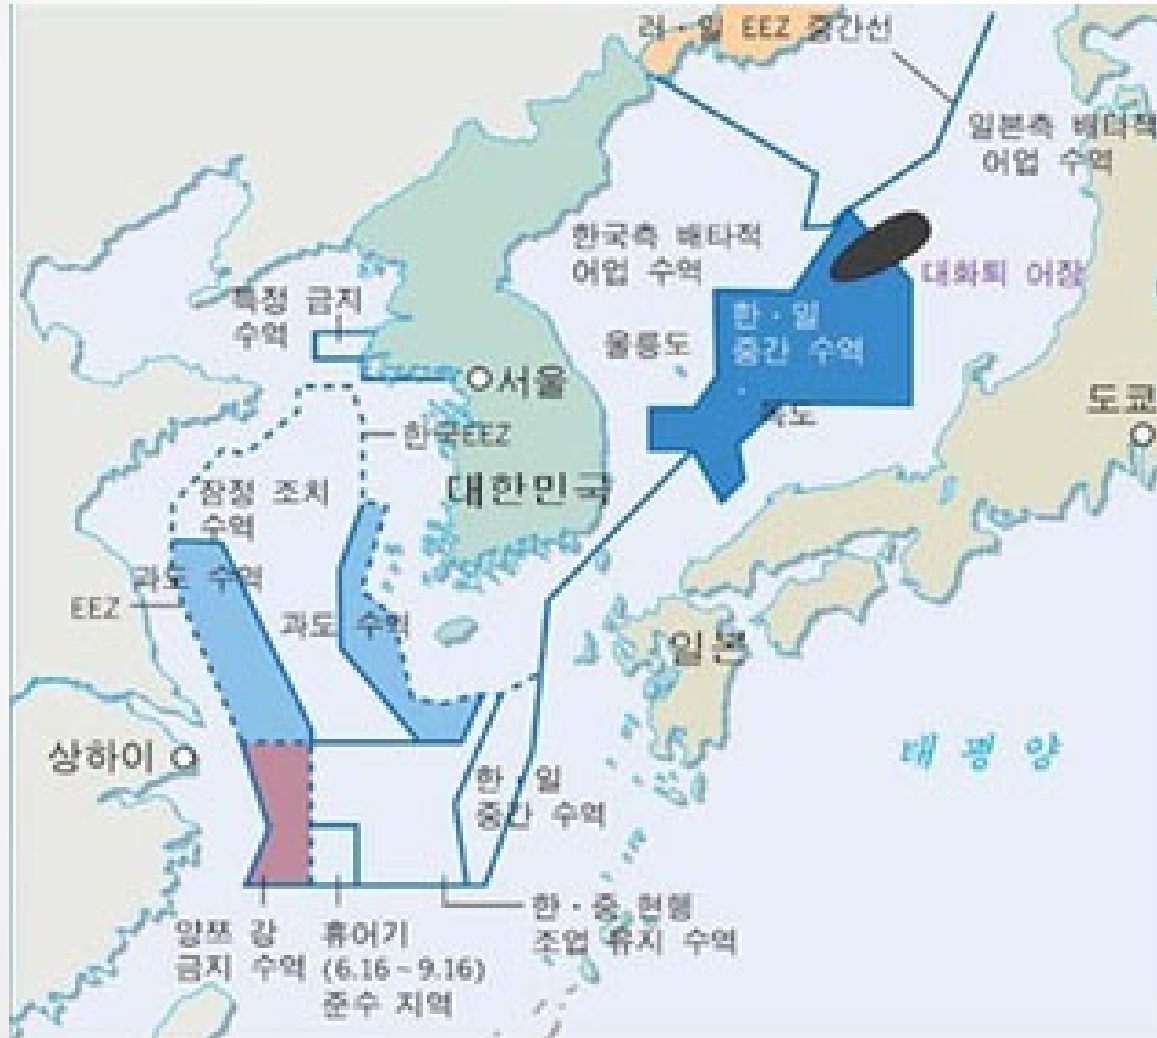 러·일 EEZ 중간선
일본측 배타적
어업 수역
한국측 배타적
어업 수역
대화퇴 어장
특정 금지
수역
한·일
중간 수역
울릉도
서울
독도
도쿄
한국EEZ
대한민국
잠정 조치
수역
과도 수역
EEZ
과도 수역
일본
상하이
태평양
한·일
중간 수역
한·중 현행
조업 유지 수역
양쯔 강
금지 수역
휴어기
(6.16~9.16)
준수 지역